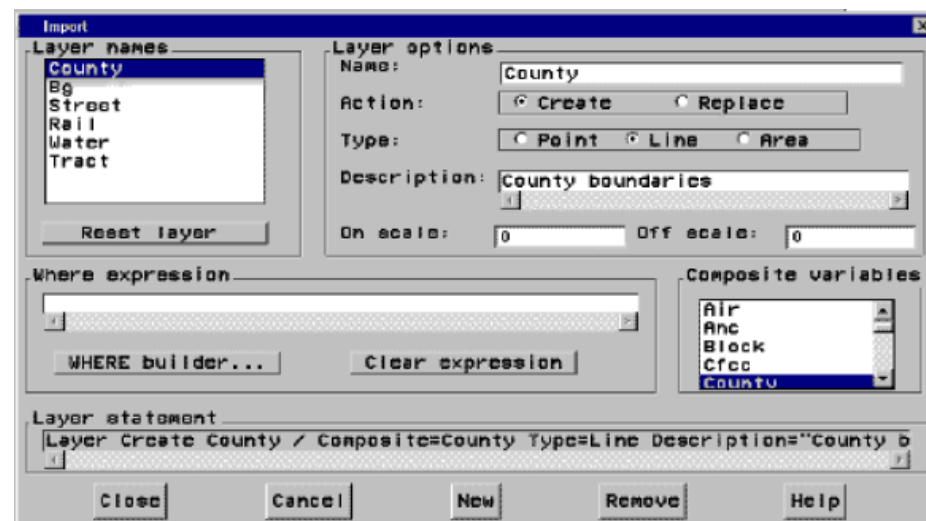 Import
Layer names
County
Bg
Street
Rail
Water
Tract
Reset layer
Layer options
Name: County
Action: Create Replace
Type: Point Line Area
Description: County boundaries
On scale: 0 Off scale: 0
Where expression
WHERE builder... Clear expression
Composite variables
Air
Anc
Block
Cfcc
County
Layer statement
Layer Create County / Composite=County Type=Line Description="County b
Close Cancel New Remove Help